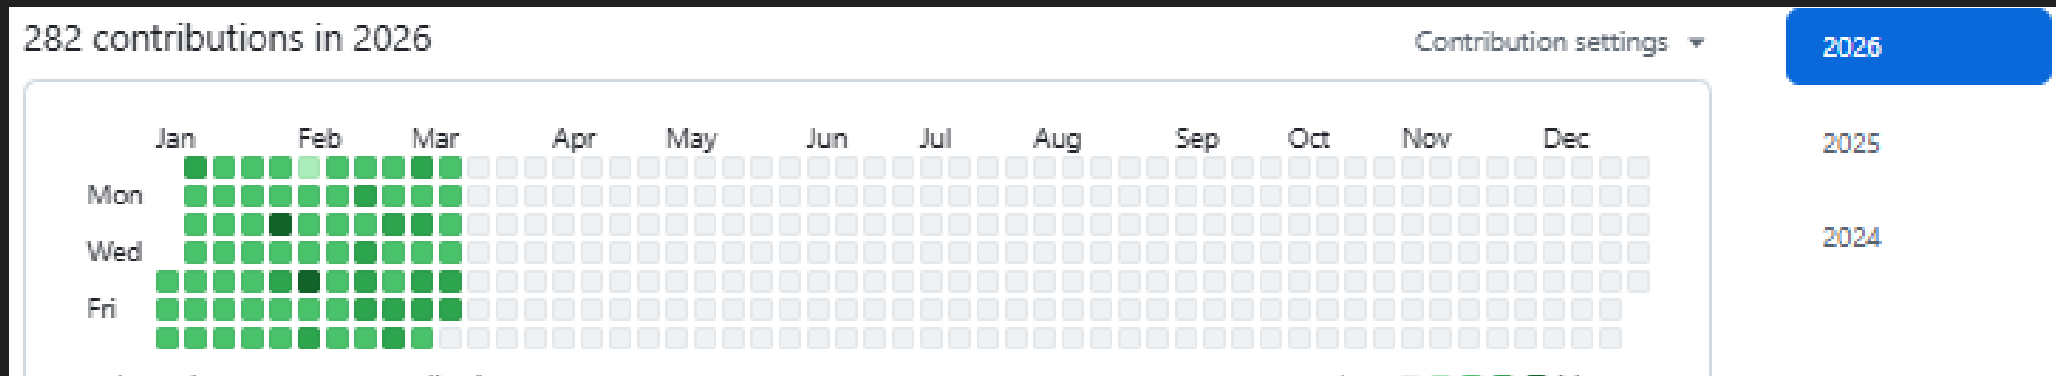 282 contributions in 2026
Contribution settings
2026
2025
2024
Jan Feb Mar Apr May Jun Jul Aug Sep Oct Nov Dec
Mon
Wed
Fri